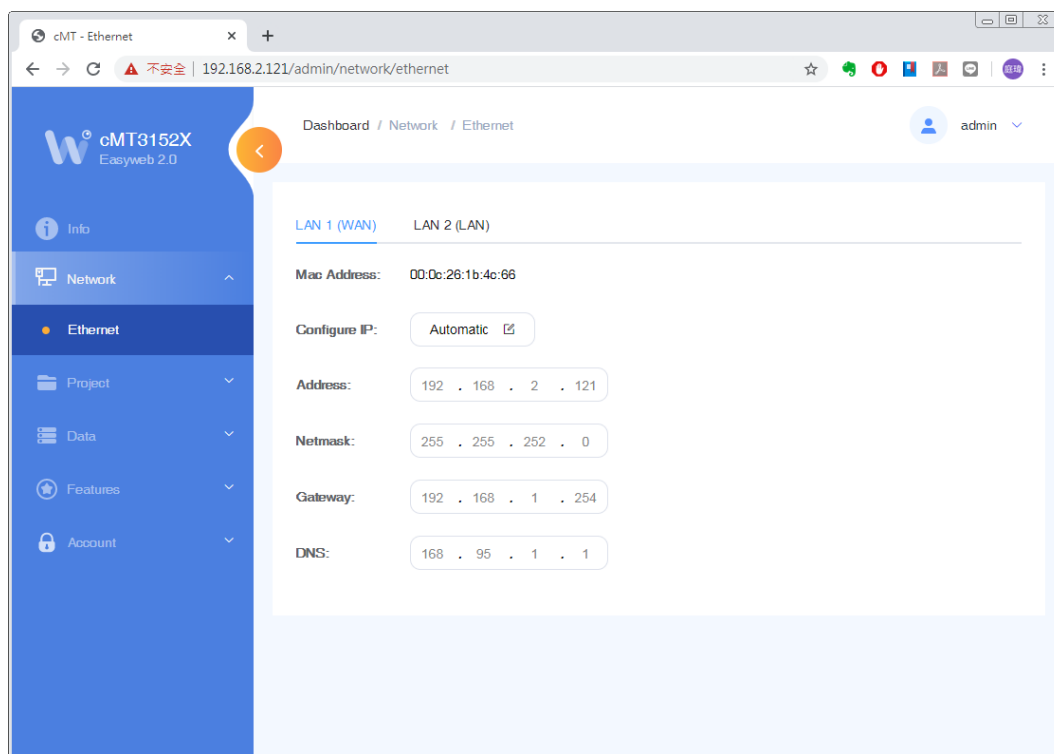 cMT - Ethernet
不安全 | 192.168.2.121/admin/network/ethernet
庭瑋
cMT3152X
Easyweb 2.0
Dashboard / Network / Ethernet
admin
Info
Network
Ethernet
Project
Data
Features
Account
LAN 1 (WAN) LAN 2 (LAN)
Mac Address: 00:0c:26:1b:4c:66
Configure IP: Automatic
Address: 192 . 168 . 2 . 121
Netmask: 255 . 255 . 252 . 0
Gateway: 192 . 168 . 1 . 254
DNS: 168 . 95 . 1 . 1